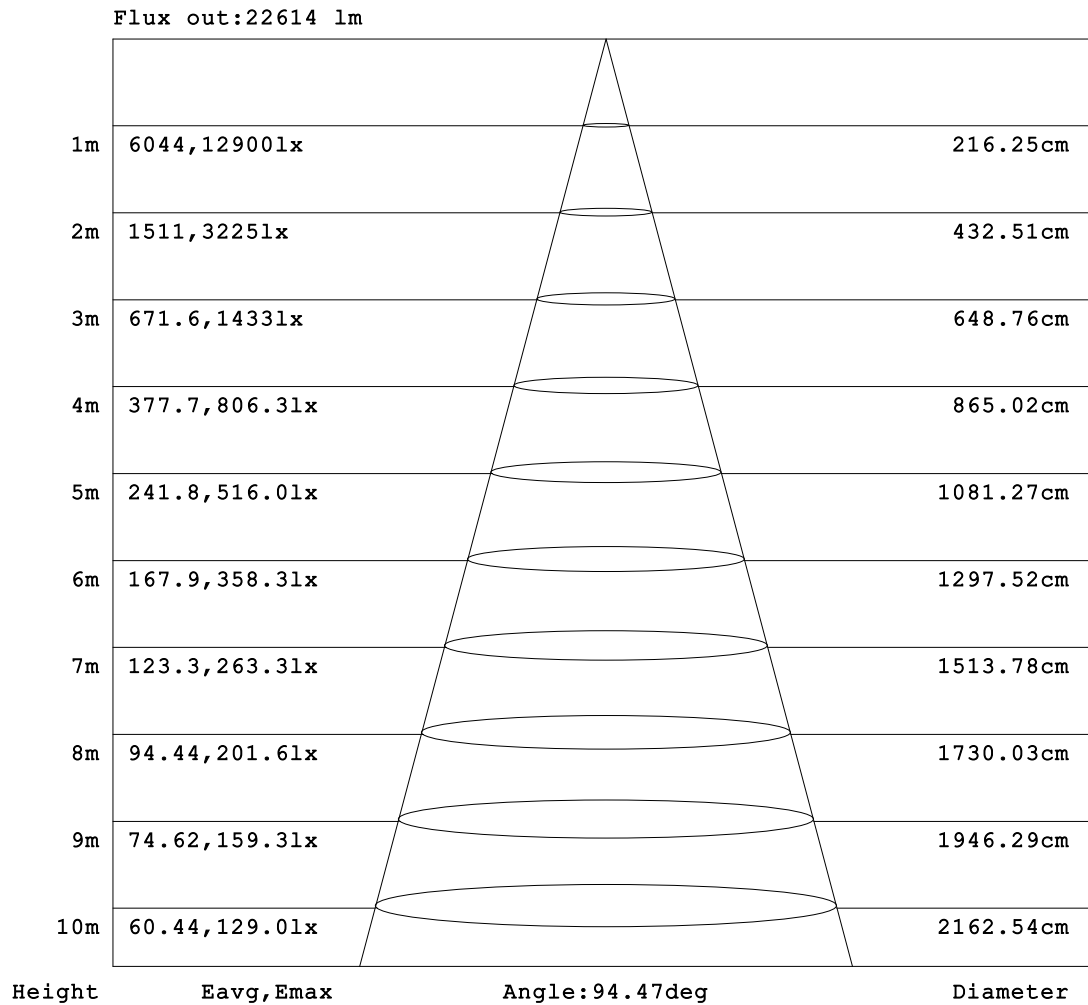 Flux out:22614 lm
1m 6044,12900lx 216.25cm
2m 1511,3225lx 432.51cm
3m 671.6,1433lx 648.76cm
4m 377.7,806.3lx 865.02cm
5m 241.8,516.0lx 1081.27cm
6m 167.9,358.3lx 1297.52cm
7m 123.3,263.3lx 1513.78cm
8m 94.44,201.6lx 1730.03cm
9m 74.62,159.3lx 1946.29cm
10m 60.44,129.0lx 2162.54cm
Height Eavg,Emax Angle:94.47deg Diameter